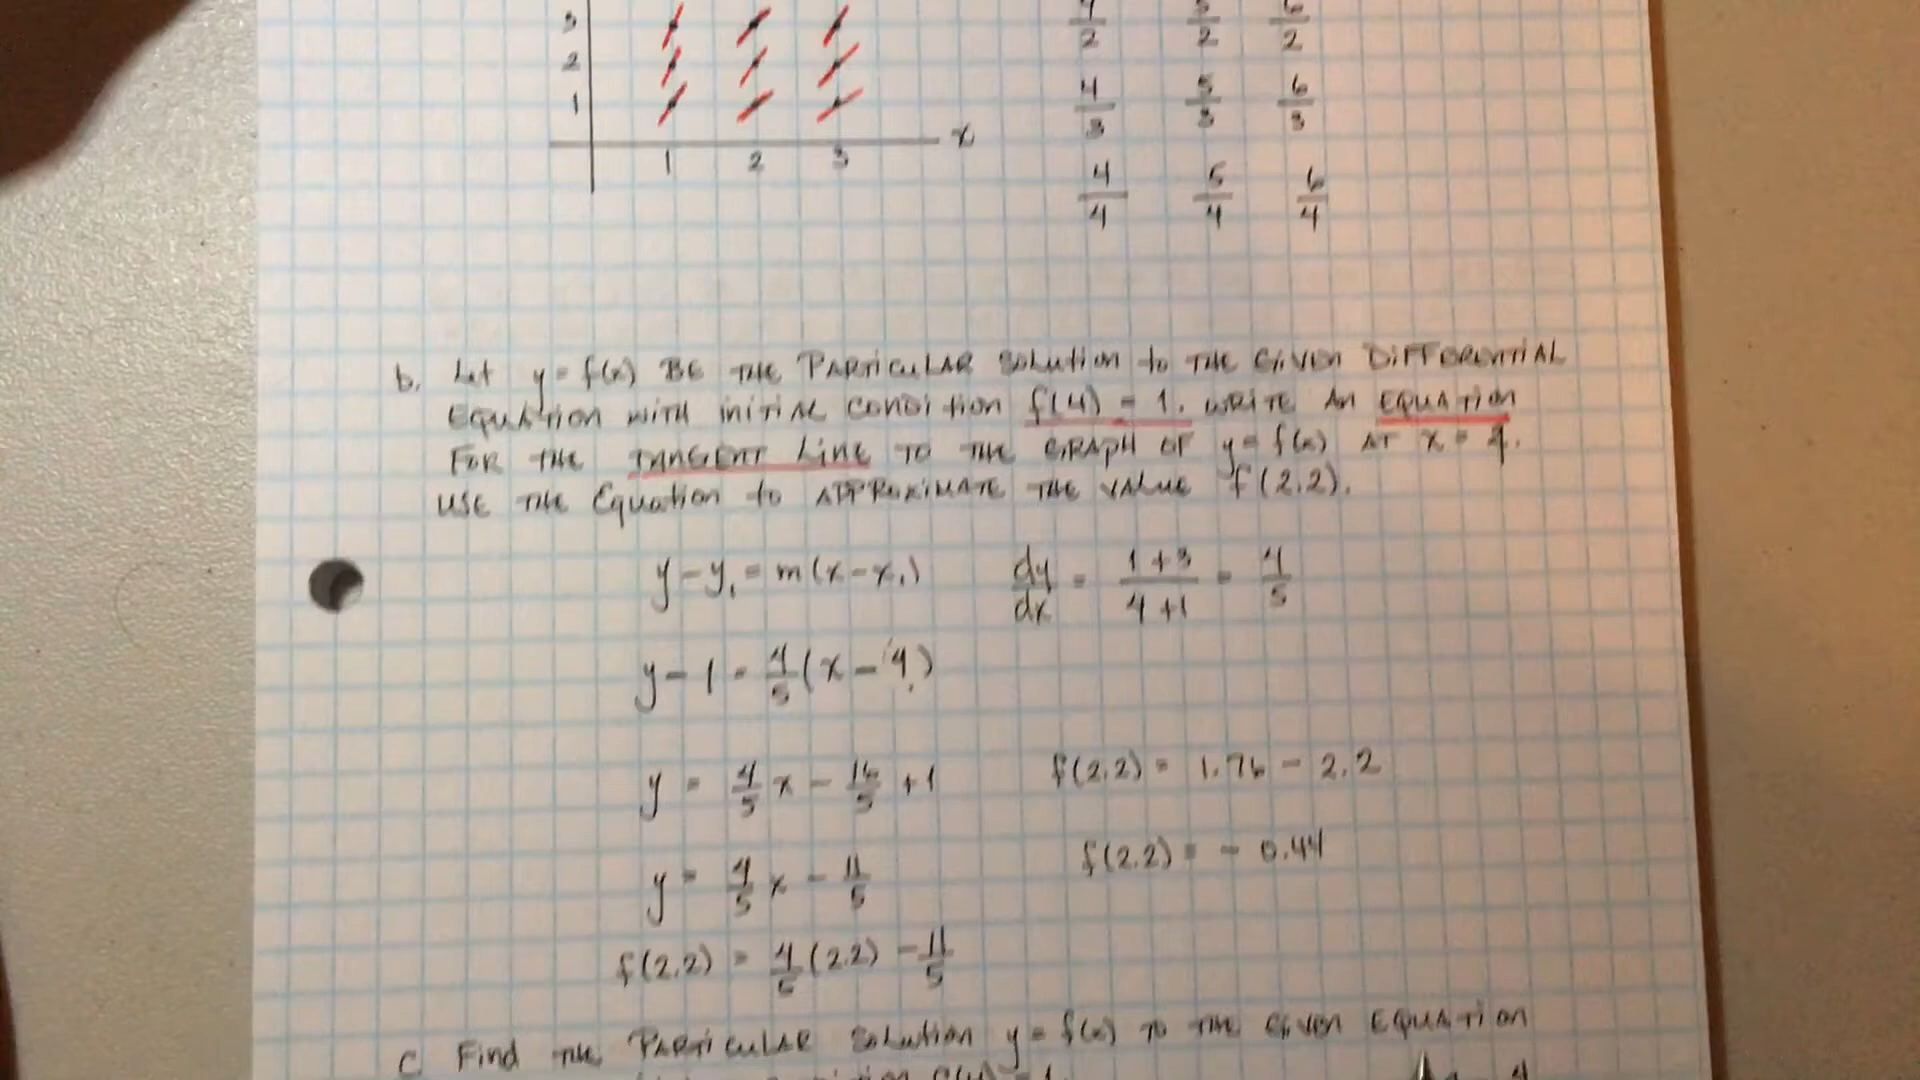 3
2
1
x
1 2 3
4/2 5/2 6/2
4/3 5/3 6/3
4/4 5/4 6/4
b. Let y = f(x) BE THE PARTICULAR SOLUTION to THE GIVEN DIFFERENTIAL
EQUATION WITH INITIAL CONDITION f(4) = 1. WRITE AN EQUATION
FOR THE TANGENT LINE TO THE GRAPH OF y = f(x) AT x = 4.
USE THE Equation to APPROXIMATE THE VALUE f(2.2).
y - y₁ = m(x - x₁) dy/dx = (1+3)/(4+1) = 4/5
y - 1 = 4/5(x - 4)
y = 4/5 x - 16/5 + 1 f(2.2) = 1.76 - 2.2
y = 4/5 x - 11/5 f(2.2) = - 0.44
f(2.2) = 4/5(2.2) - 11/5
C Find THE PARTICULAR Solution y = f(x) TO THE GIVEN EQUATION
f(4) = 1.